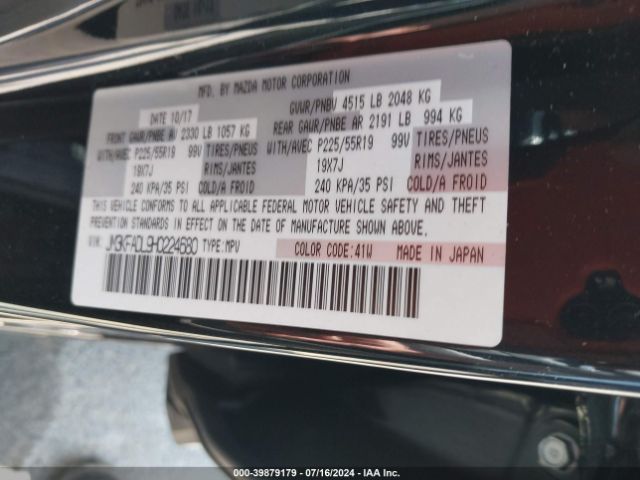 MFD. BY MAZDA MOTOR CORPORATION
DATE 10/17 GVWR/PNBV 4515 LB 2048 KG
FRONT GAWR/PNBE AV 2330 LB 1057 KG REAR GAWR/PNBE AR 2191 LB 994 KG
WITH/AVEC P225/55R19 99V TIRES/PNEUS WITH/AVEC P225/55R19 99V TIRES/PNEUS
19X7J RIMS/JANTES 19X7J RIMS/JANTES
240 KPA/35 PSI COLD/A FROID 240 KPA/35 PSI COLD/A FROID
THIS VEHICLE CONFORMS TO ALL APPLICABLE FEDERAL MOTOR VEHICLE SAFETY AND THEFT
PREVENTION STANDARDS IN EFFECT ON THE DATE OF MANUFACTURE SHOWN ABOVE.
VIN: JM3KFADL9H0224680 TYPE:MPV COLOR CODE:41W MADE IN JAPAN
000-39879179 - 07/16/2024 - IAA Inc.